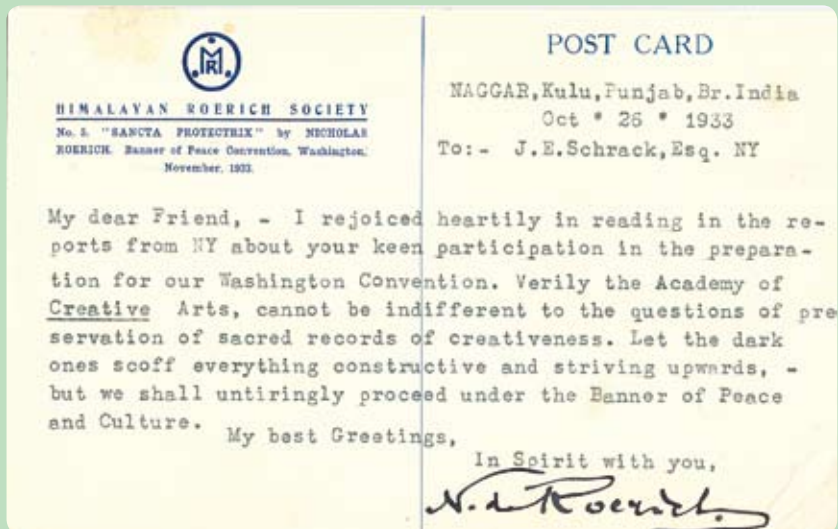 MR
HIMALAYAN ROERICH SOCIETY
No. 5. "SANCTA PROTECTRIX" by NICHOLAS
ROERICH. Banner of Peace Convention, Washington,
November, 1933.
POST CARD
NAGGAR,Kulu,Punjab,Br.India
Oct * 26 * 1933
To:- J.E.Schrack,Esq. NY
My dear Friend, - I rejoiced heartily in reading in the re-
ports from NY about your keen participation in the prepara-
tion for our Washington Convention. Verily the Academy of
Creative Arts, cannot be indifferent to the questions of pre
servation of sacred records of creativeness. Let the dark
ones scoff everything constructive and striving upwards, -
but we shall untiringly proceed under the Banner of Peace
and Culture.
My best Greetings,
In Spirit with you,
N. de Roerich.